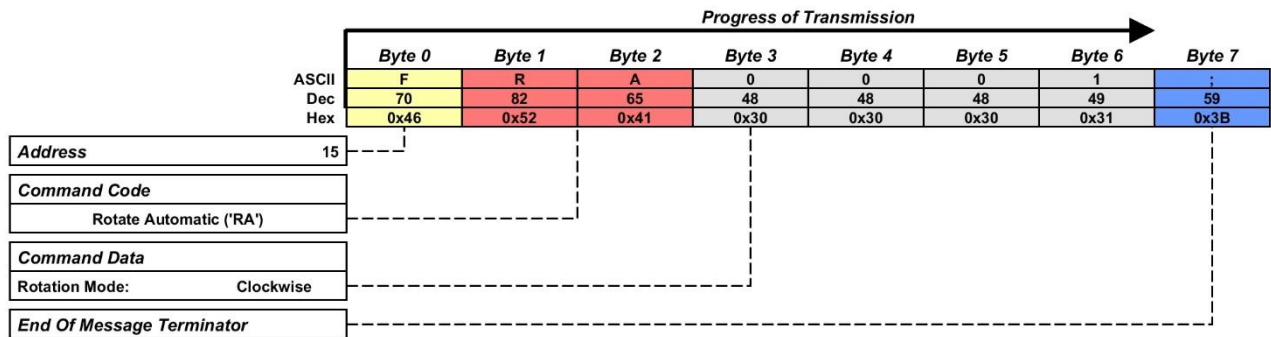 Progress of Transmission
Byte 0 Byte 1 Byte 2 Byte 3 Byte 4 Byte 5 Byte 6 Byte 7
ASCII F R A 0 0 0 1 ;
Dec 70 82 65 48 48 48 49 59
Hex 0x46 0x52 0x41 0x30 0x30 0x30 0x31 0x3B
Address 15
Command Code
Rotate Automatic ('RA')
Command Data
Rotation Mode: Clockwise
End Of Message Terminator